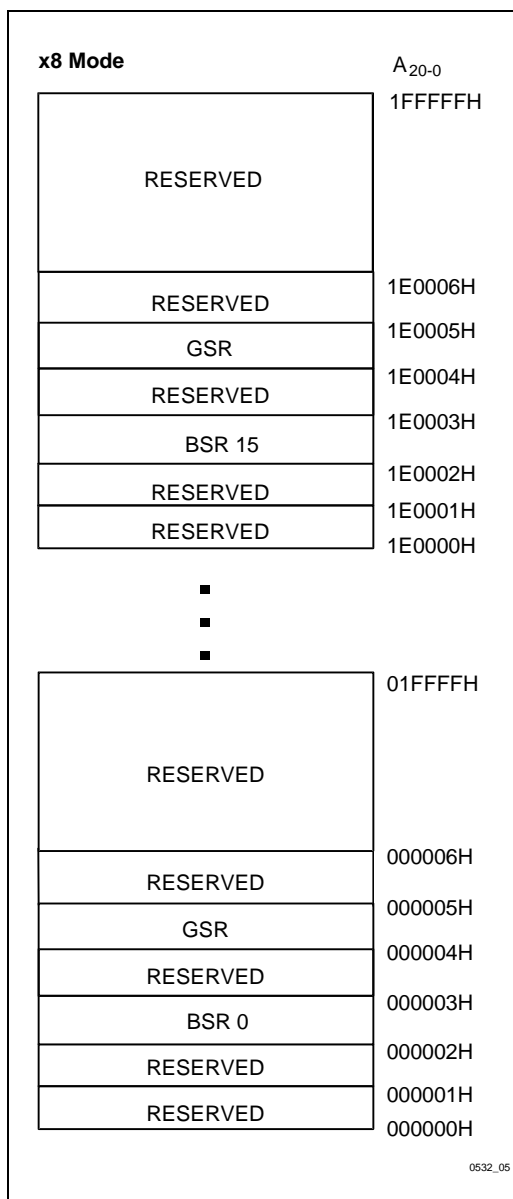 x8 Mode A20-0
1FFFFFH
RESERVED
1E0006H
RESERVED
1E0005H
GSR
1E0004H
RESERVED
1E0003H
BSR 15
1E0002H
RESERVED
1E0001H
RESERVED
1E0000H
01FFFFH
RESERVED
000006H
RESERVED
000005H
GSR
000004H
RESERVED
000003H
BSR 0
000002H
RESERVED
000001H
RESERVED
000000H
0532_05